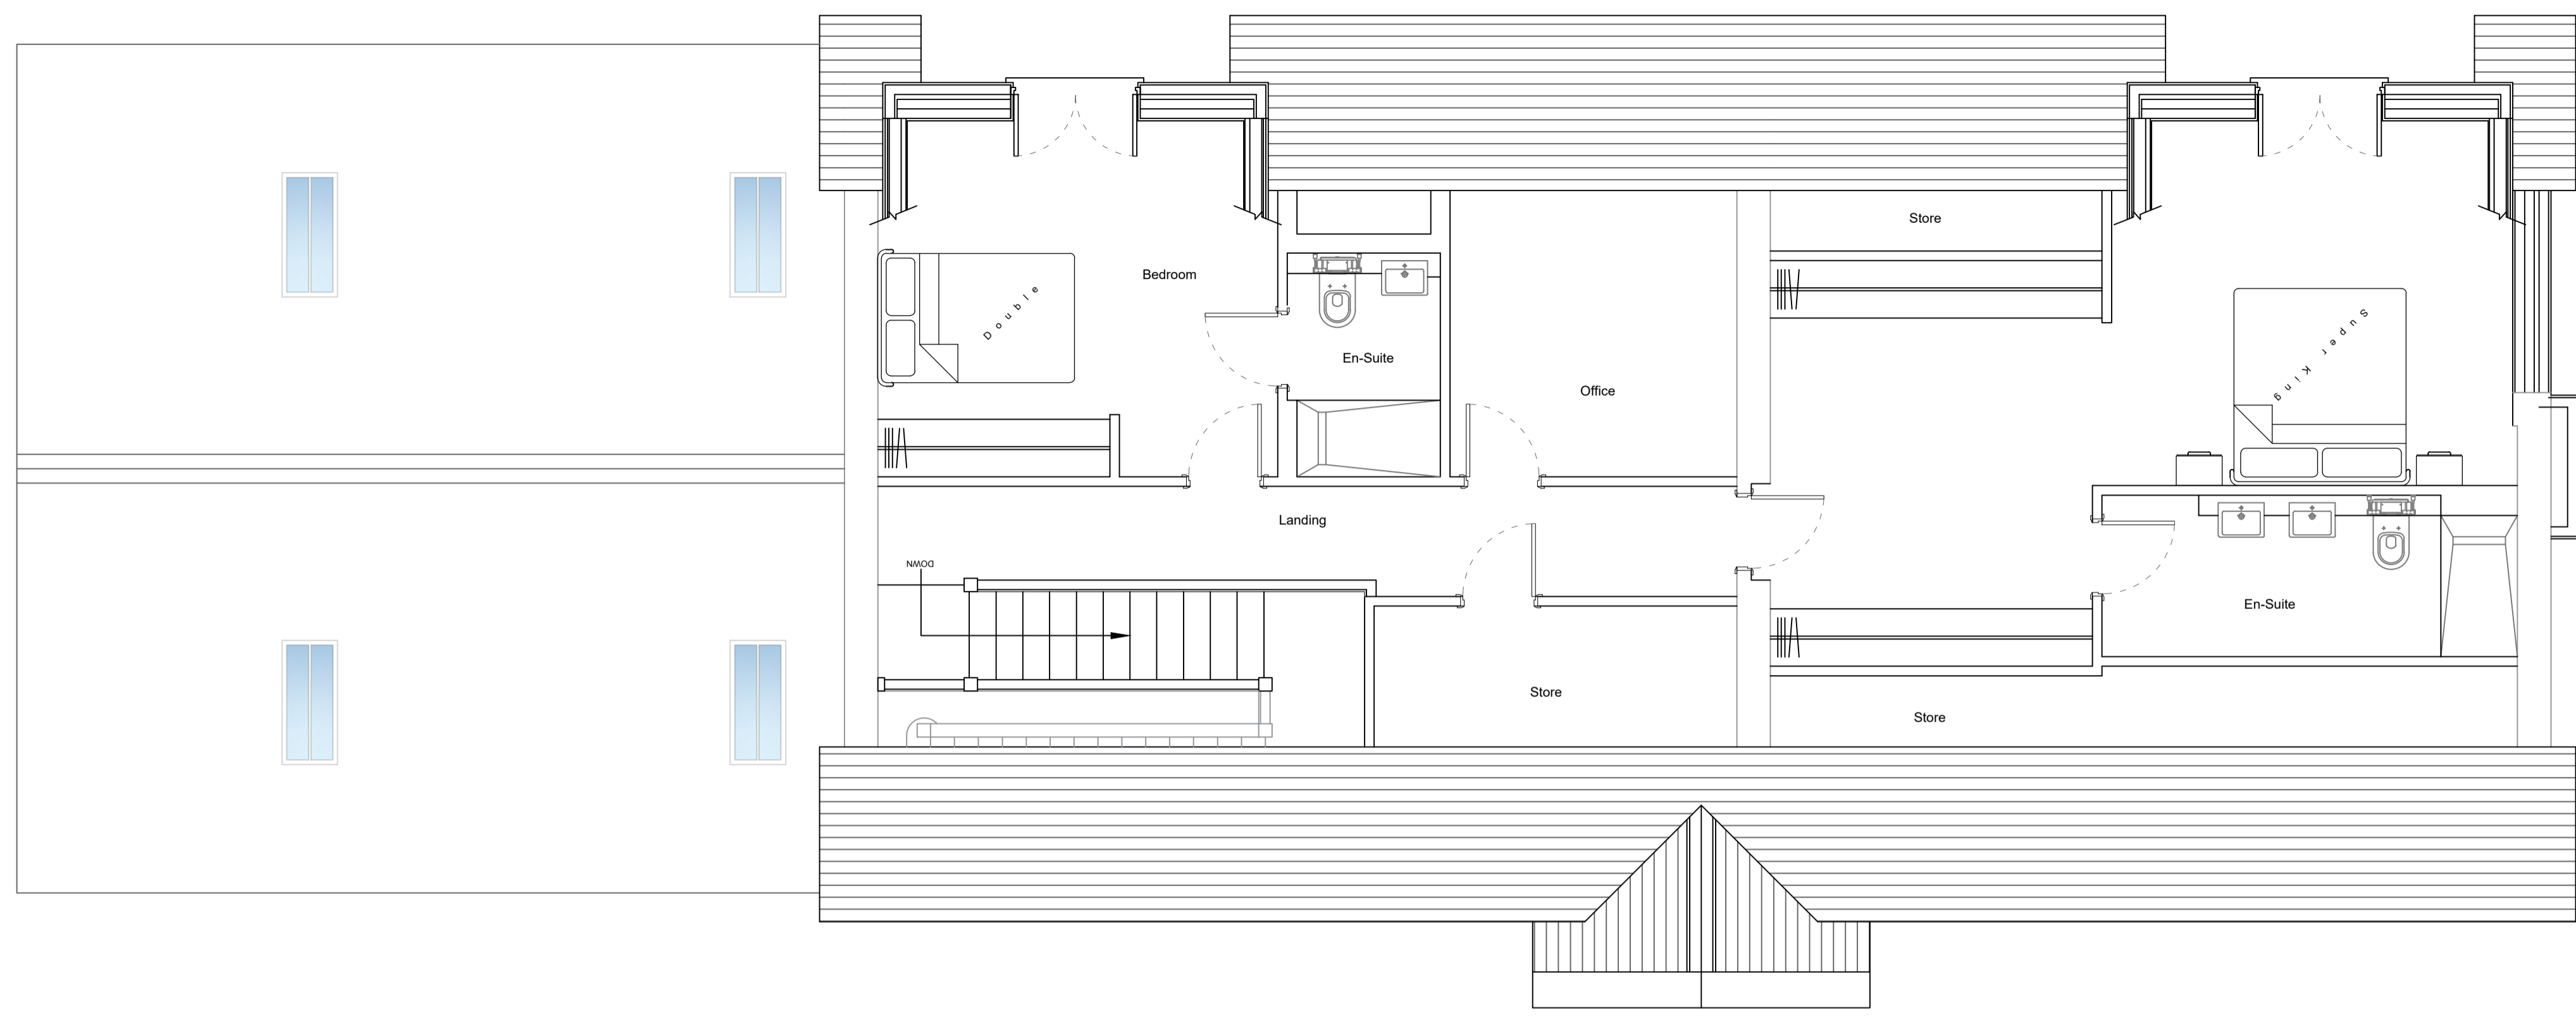 Store
Bedroom
Double
Super King
En-Suite
Office
Landing
DOWN
En-Suite
Store
Store